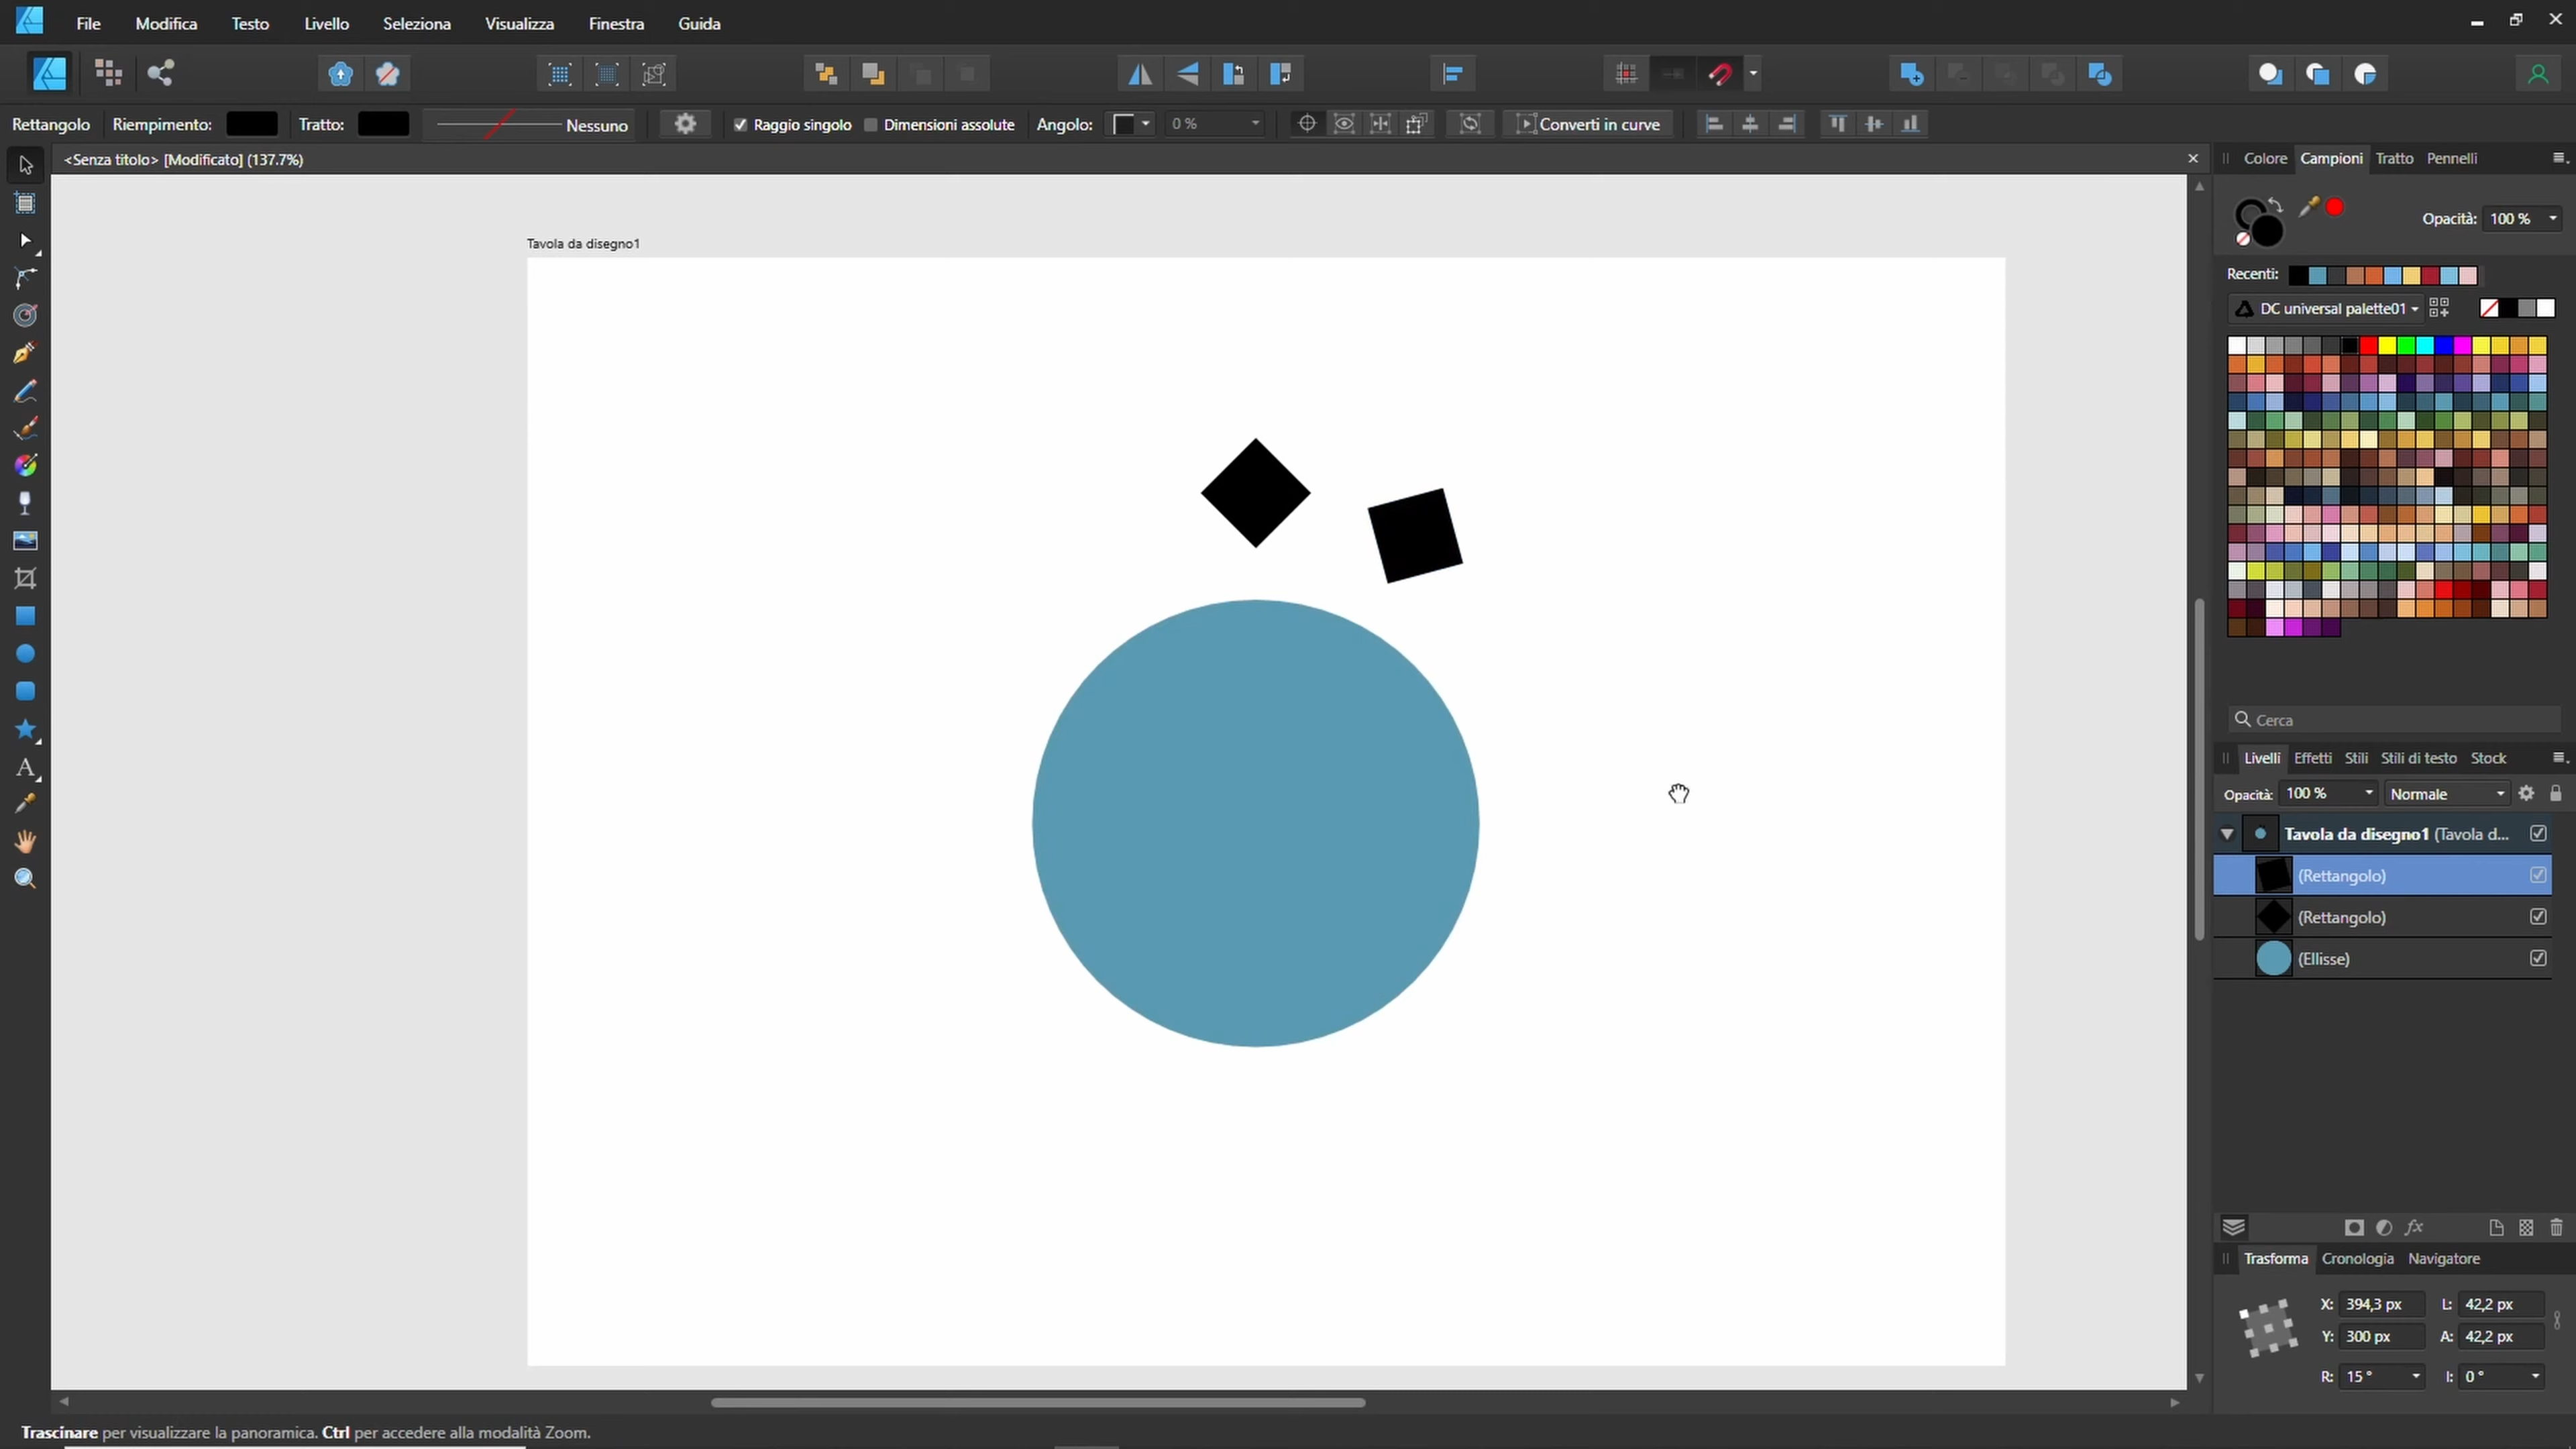 File Modifica Testo Livello Seleziona Visualizza Finestra Guida
Rettangolo Riempimento: Tratto: Nessuno Raggio singolo Dimensioni assolute Angolo: 0 % Converti in curve
<Senza titolo> [Modificato] (137.7%)
Colore Campioni Tratto Pennelli
Opacità: 100 %
Tavola da disegno1
Recenti:
DC universal palette01
Cerca
Livelli Effetti Stili Stili di testo Stock
Opacità: 100 % Normale
Tavola da disegno1 (Tavola d...
(Rettangolo)
(Rettangolo)
(Ellisse)
fx
Trasforma Cronologia Navigatore
X: 394,3 px L: 42,2 px
Y: 300 px A: 42,2 px
R: 15 ° I: 0 °
Trascinare per visualizzare la panoramica. Ctrl per accedere alla modalità Zoom.